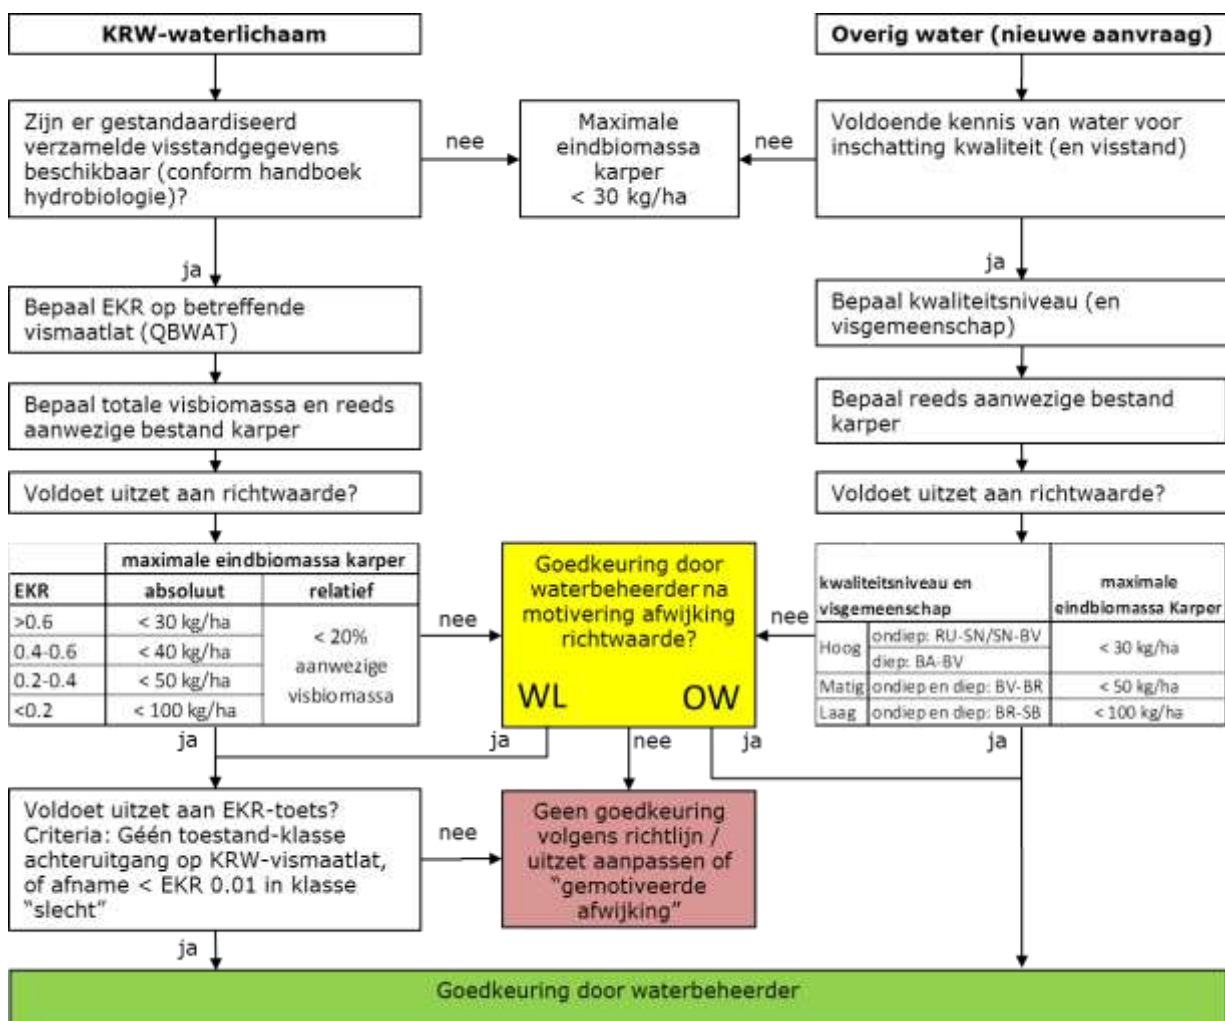 KRW-waterlichaam
Overig water (nieuwe aanvraag)
Zijn er gestandaardiseerd
verzamelde visstandgegevens
beschikbaar (conform handboek
hydrobiologie)?
nee
Maximale
eindbiomassa
karper
< 30 kg/ha
nee
Voldoende kennis van water voor
inschatting kwaliteit (en visstand)
ja
ja
Bepaal EKR op betreffende
vismaatlat (QBWAT)
Bepaal kwaliteitsniveau (en
visgemeenschap)
Bepaal totale visbiomassa en reeds
aanwezige bestand karper
Bepaal reeds aanwezige bestand
karper
Voldoet uitzet aan richtwaarde?
Voldoet uitzet aan richtwaarde?
maximale eindbiomassa karper
EKR absoluut relatief
>0.6 < 30 kg/ha
0.4-0.6 < 40 kg/ha
0.2-0.4 < 50 kg/ha
<0.2 < 100 kg/ha
< 20%
aanwezige
visbiomassa
nee
Goedkeuring door
waterbeheerder na
motivering afwijking
richtwaarde?
WL OW
nee
kwaliteitsniveau en
visgemeenschap
maximale
eindbiomassa Karper
Hoog ondiep: RU-SN/SN-BV
diep: BA-BV
< 30 kg/ha
Matig ondiep en diep: BV-BR < 50 kg/ha
Laag ondiep en diep: BR-SB < 100 kg/ha
ja
ja
nee
ja
ja
Voldoet uitzet aan EKR-toets?
Criteria: Géén toestand-klasse
achteruitgang op KRW-vismaatlat,
of afname < EKR 0.01 in klasse
“slecht”
nee
Geen goedkeuring
volgens richtlijn /
uitzet aanpassen of
“gemotiveerde
afwijking”
ja
Goedkeuring door waterbeheerder